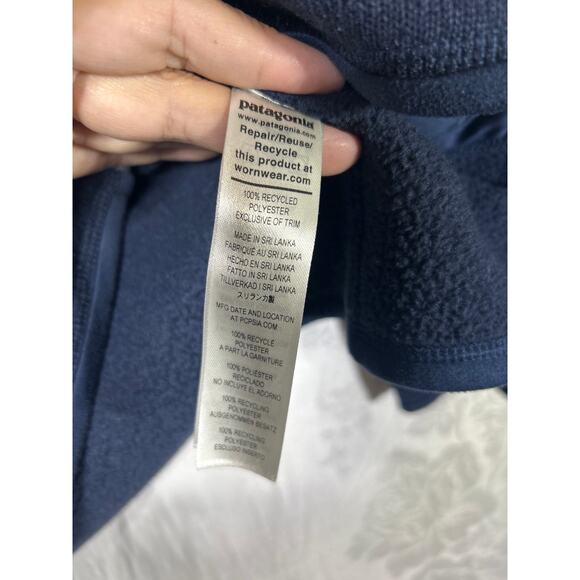 patagonia
www.patagonia.com
Repair/Reuse/
Recycle
this product at
wornwear.com
100% RECYCLED
POLYESTER
EXCLUSIVE OF TRIM
MADE IN SRI LANKA
FABRIQUÉ AU SRI LANKA
HECHO EN SRI LANKA
FATTO IN SRI LANKA
TILLVERKAD I SRI LANKA
スリランカ製
MFG DATE AND LOCATION
AT PCPSIA.COM
100% RECYCLÉ
POLYESTER
A PART LA GARNITURE
100% POLIÉSTER
RECICLADO
NO INCLUYE EL ADORNO
100% RECYCLING
POLYESTER
AUSGENOMMEN BESATZ
100% RECYCLING
POLYESTER
ESCLUSO INSERTO